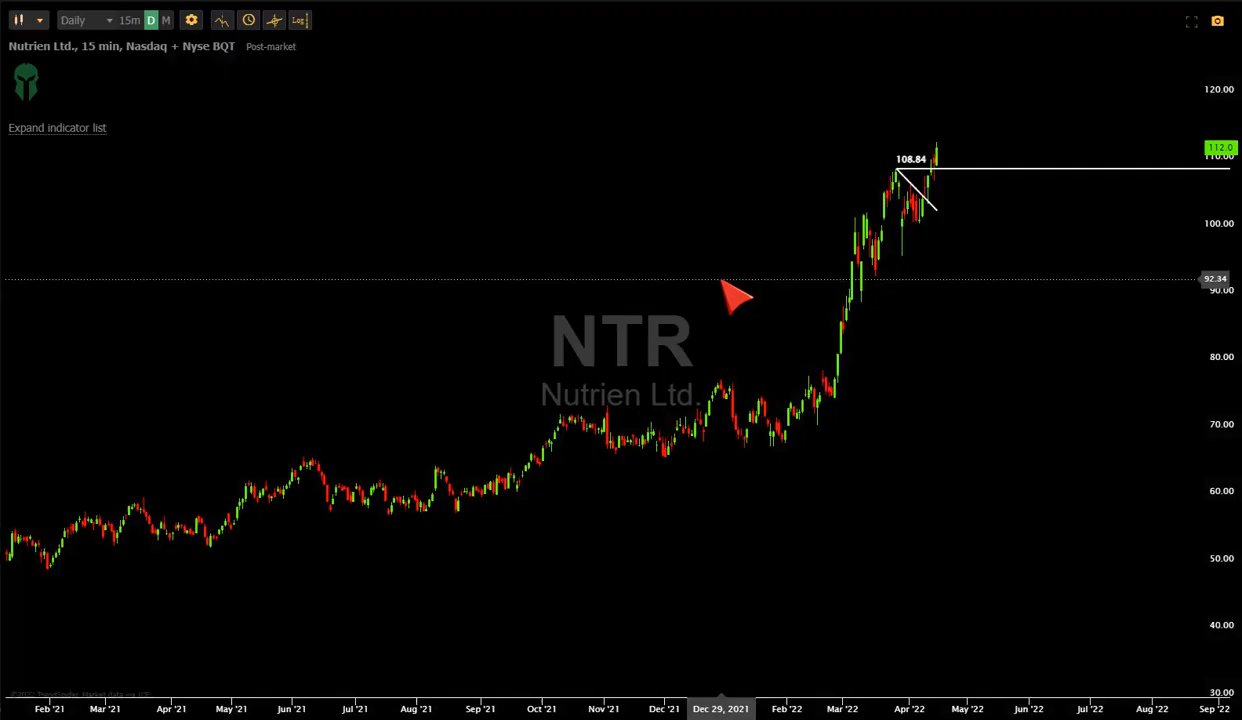 Daily 15m D M Log
Nutrien Ltd., 15 min, Nasdaq + Nyse BQT Post-market
Expand indicator list
120.00
112.0
110.00
108.84
100.00
92.34
90.00
NTR
80.00
Nutrien Ltd.
70.00
60.00
50.00
40.00
30.00
Feb '21 Mar '21 Apr '21 May '21 Jun '21 Jul '21 Aug '21 Sep '21 Oct '21 Nov '21 Dec '21 Dec 29, 2021 Feb '22 Mar '22 Apr '22 May '22 Jun '22 Jul '22 Aug '22 Sep '22